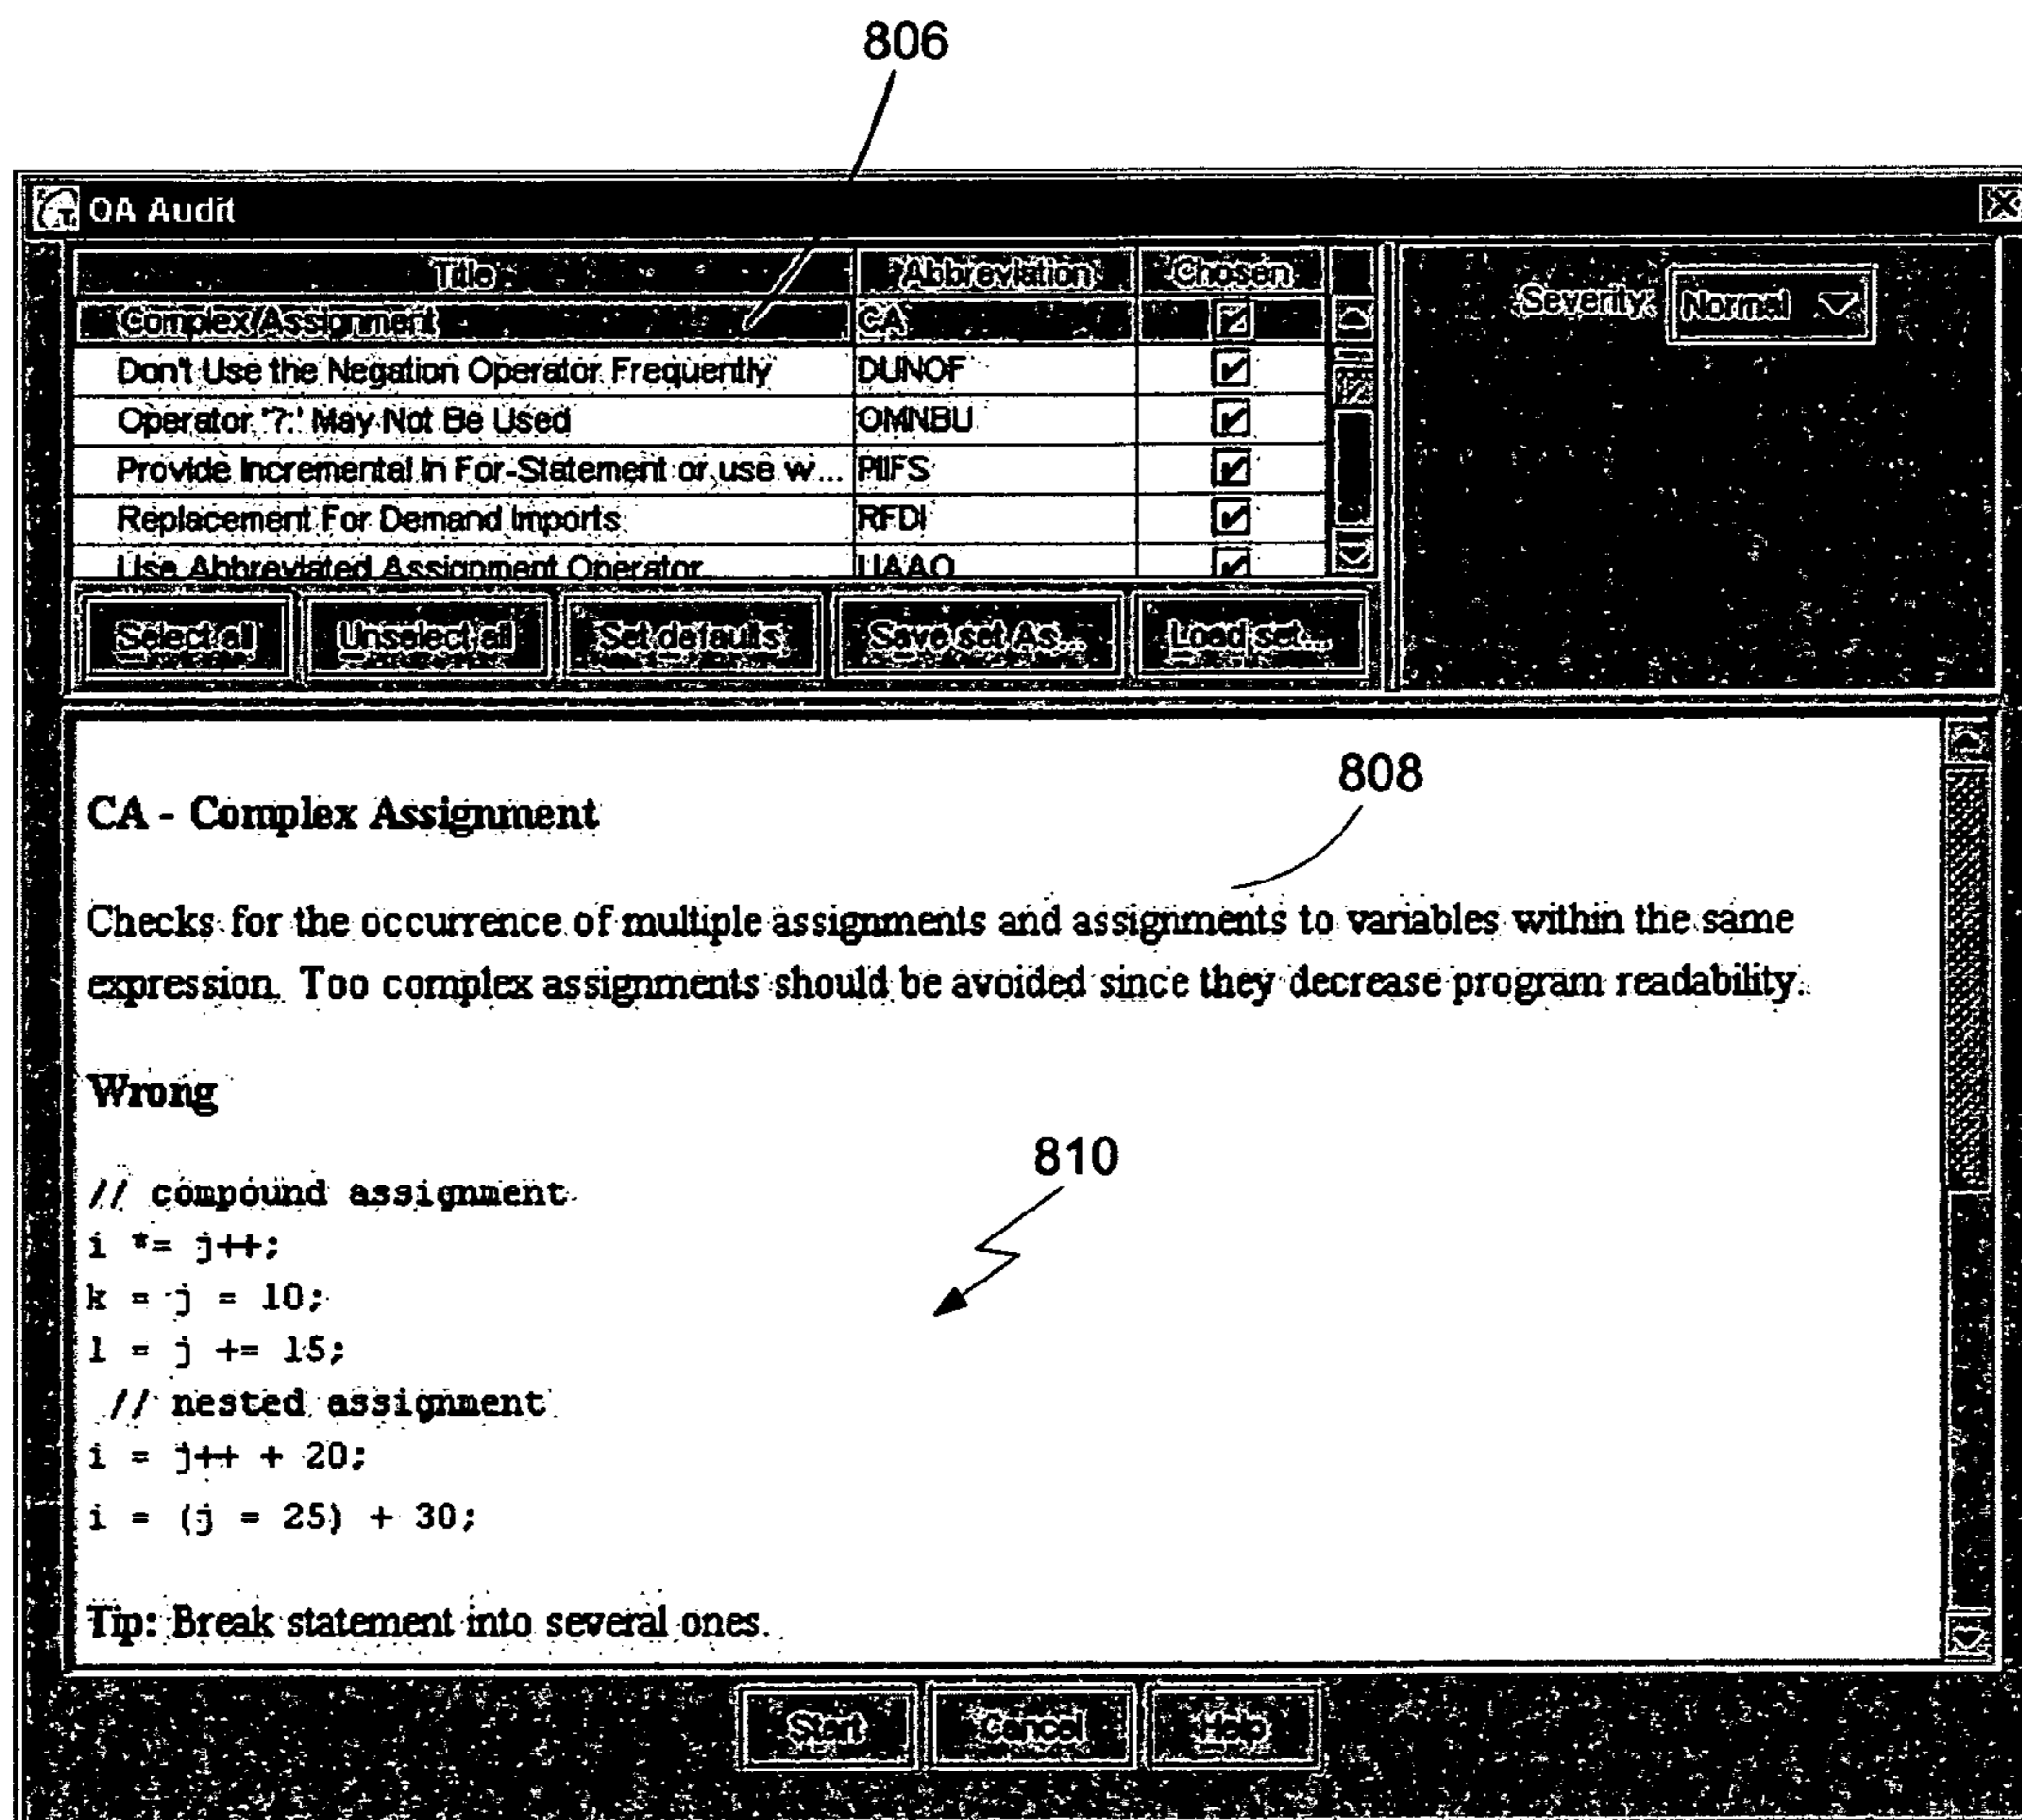 806
QA Audit
Title Abbreviation Chosen
Complex Assignment CA
Don't Use the Negation Operator Frequently DUNOF
Operator '?:' May Not Be Used OMNBU
Provide Incremental In For-Statement or use w... PIIFS
Replacement For Demand Imports RFDI
Use Abbreviated Assignment Operator UAAO
Severity: Normal
Select all Unselect all Set defaults Save set As... Load set...
808
CA - Complex Assignment
Checks for the occurrence of multiple assignments and assignments to variables within the same
expression. Too complex assignments should be avoided since they decrease program readability.
Wrong
810
// compound assignment
i *= j++;
k = j = 10;
l = j += 15;
// nested assignment
i = j++ + 20;
i = (j = 25) + 30;
Tip: Break statement into several ones.
Start Cancel Help